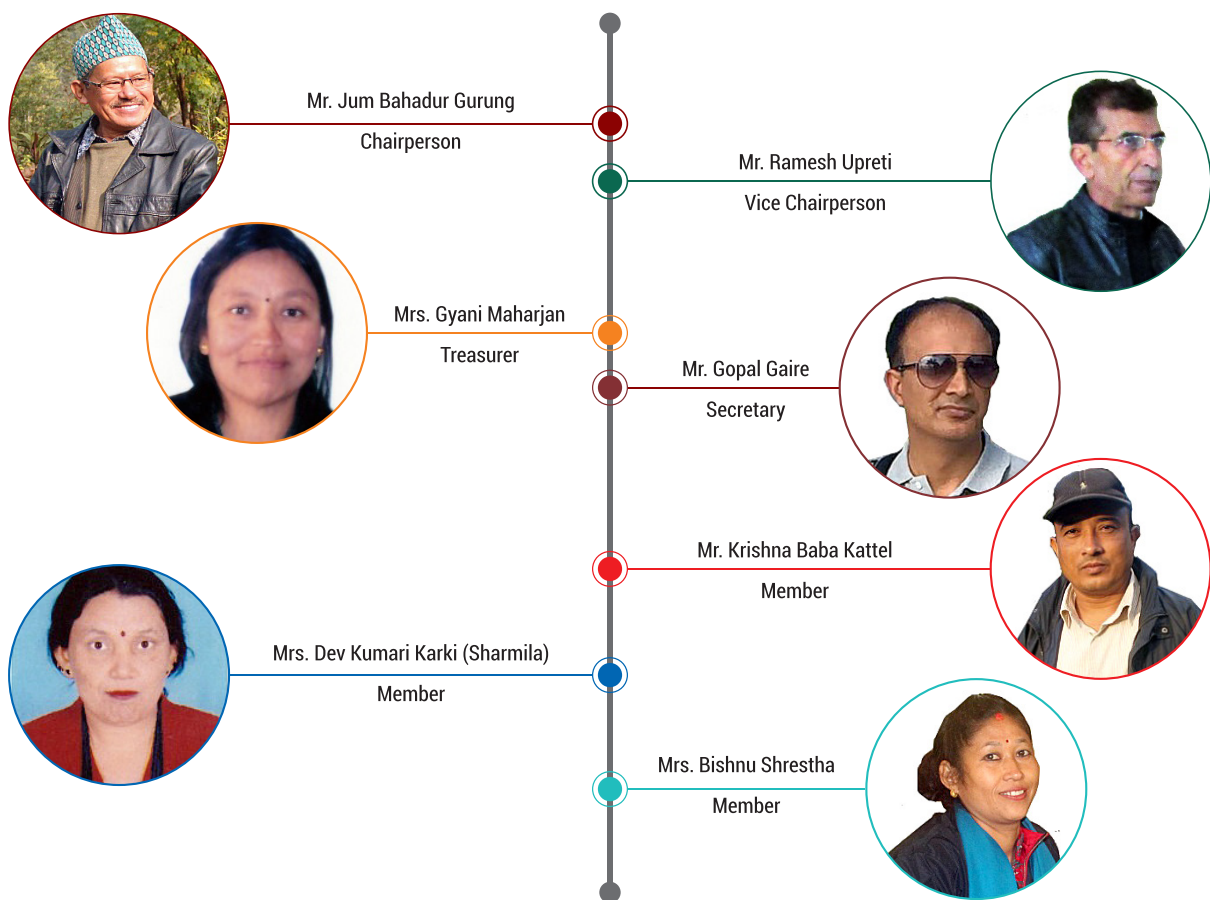 Mr. Jum Bahadur Gurung
Chairperson
Mr. Ramesh Upreti
Vice Chairperson
Mrs. Gyani Maharjan
Treasurer
Mr. Gopal Gaire
Secretary
Mr. Krishna Baba Kattel
Member
Mrs. Dev Kumari Karki (Sharmila)
Member
Mrs. Bishnu Shrestha
Member